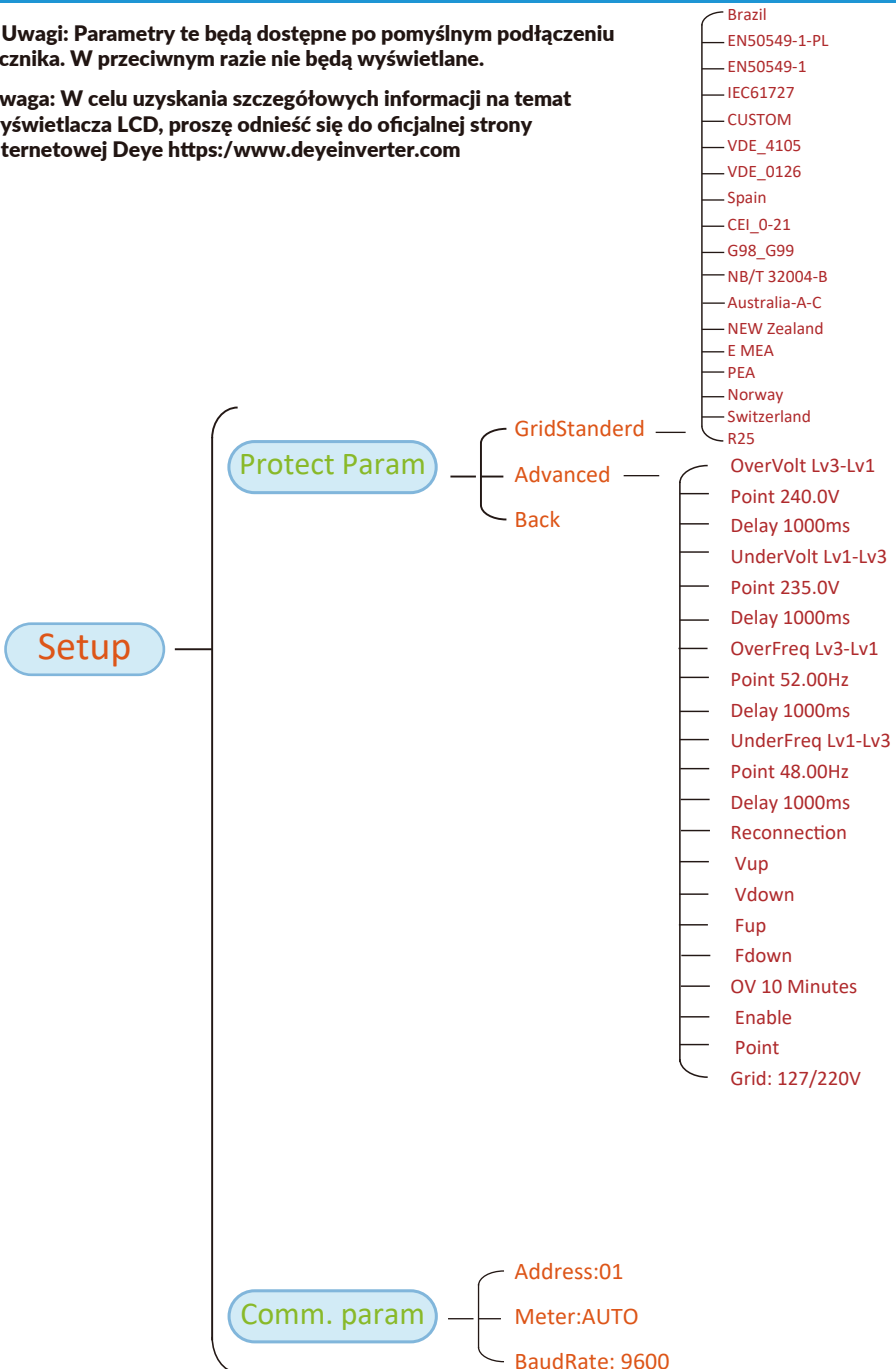 Uwagi: Parametry te będą dostępne po pomyślnym podłączeniu
cznika. W przeciwnym razie nie będą wyświetlane.
waga: W celu uzyskania szczegółowych informacji na temat
yświetlacza LCD, proszę odnieść się do oficjalnej strony
ternetowej Deye https:/www.deyeinverter.com
Brazil
EN50549-1-PL
EN50549-1
IEC61727
CUSTOM
VDE_4105
VDE_0126
Spain
CEI_0-21
G98_G99
NB/T 32004-B
Australia-A-C
NEW Zealand
E MEA
PEA
Norway
Switzerland
R25
Setup
Protect Param
GridStanderd
Advanced
Back
OverVolt Lv3-Lv1
Point 240.0V
Delay 1000ms
UnderVolt Lv1-Lv3
Point 235.0V
Delay 1000ms
OverFreq Lv3-Lv1
Point 52.00Hz
Delay 1000ms
UnderFreq Lv1-Lv3
Point 48.00Hz
Delay 1000ms
Reconnection
Vup
Vdown
Fup
Fdown
OV 10 Minutes
Enable
Point
Grid: 127/220V
Comm. param
Address:01
Meter:AUTO
BaudRate: 9600